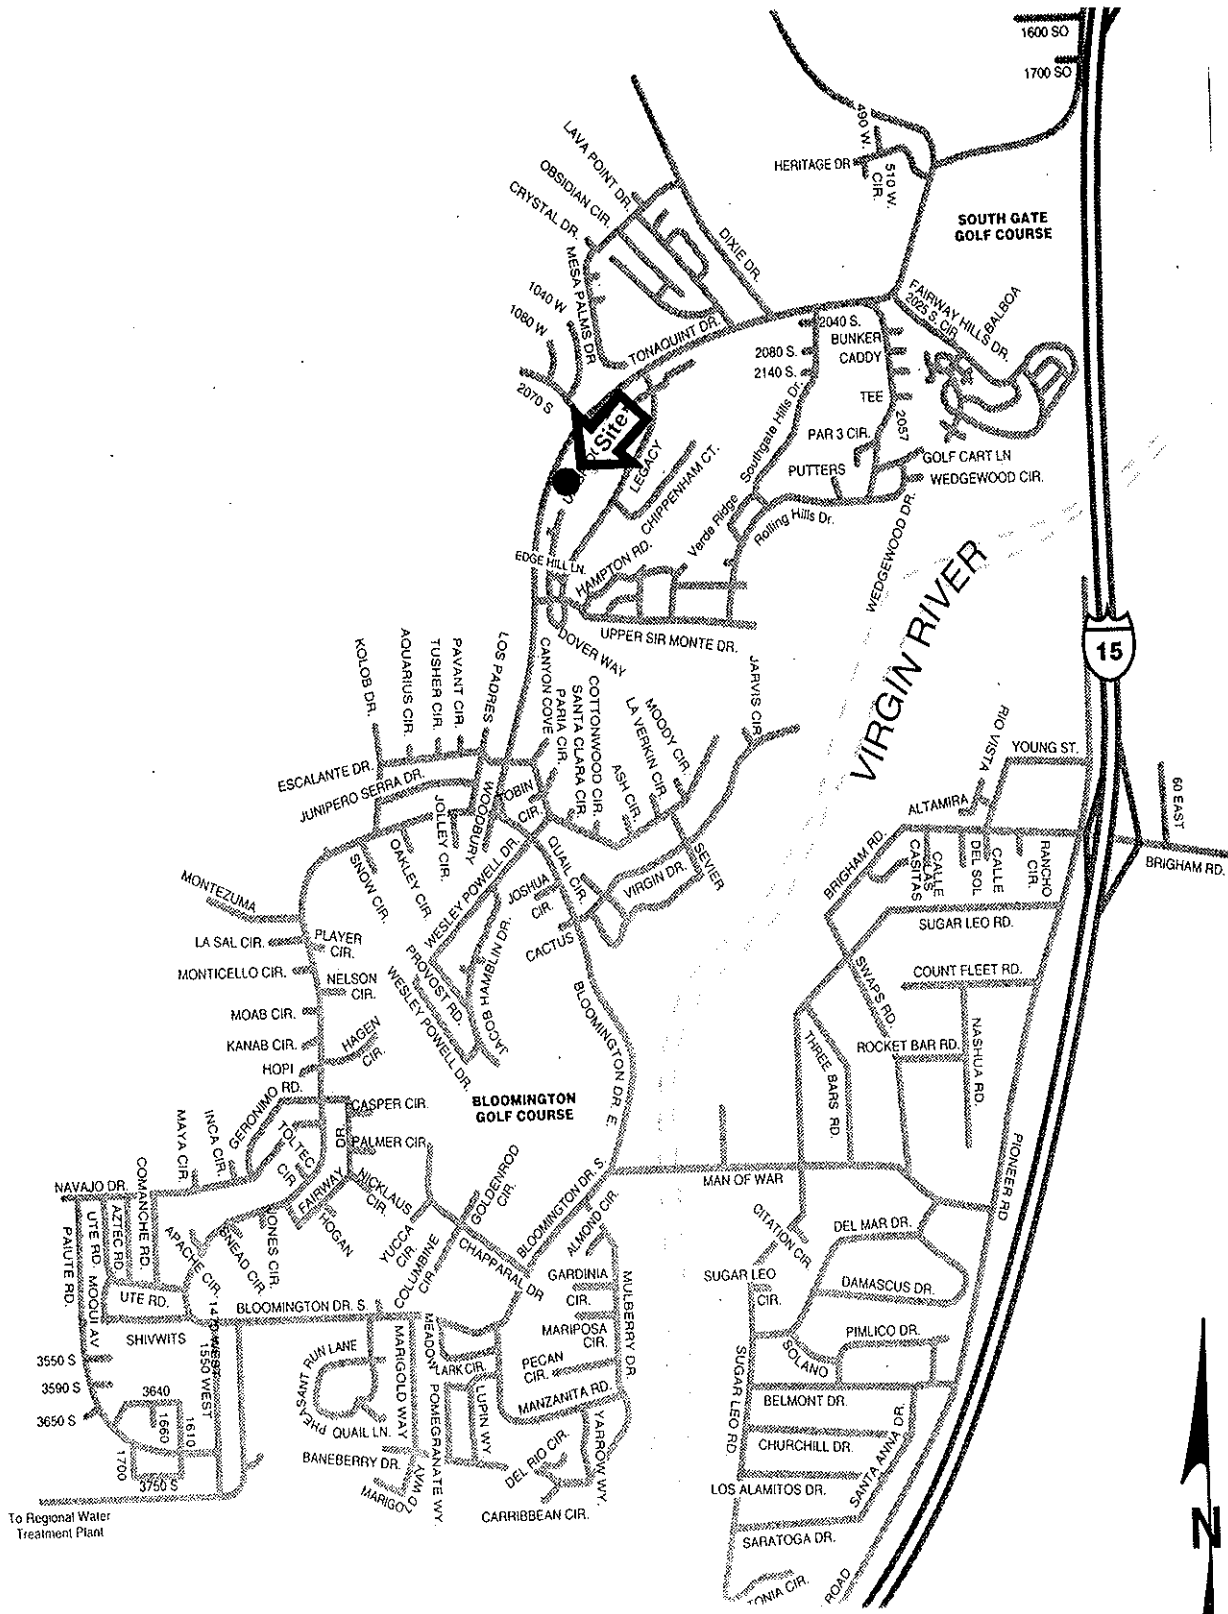 1600 SO
1700 SO
490 W.
HERITAGE DR
510 W.
CIR.
SOUTH GATE
GOLF COURSE
LAVA POINT DR.
OBSIDIAN CIR.
CRYSTAL DR.
DIXIE DR.
MESA PALMS DR
1040 W
1080 W
2070 S
TONAQUINT DR.
FAIRWAY HILLS DR.
2025 S. CIR
BALBOA
2040 S.
BUNKER
2080 S.
CADDY
2140 S.
TEE
2057
Southgate Hills Dr.
PAR 3 CIR.
PUTTERS
GOLF CART LN
WEDGEWOOD CIR.
Site
LEGACY
CHIPPENHAM CT.
Verde Ridge
Rolling Hills Dr.
WEDGEWOOD DR.
EDGE HILL LN.
HAMPTON RD.
UPPER SIR MONTE DR.
DOVER WAY
VIRGIN RIVER
15
KOLOB DR.
AQUARIUS CIR.
TUSHER CIR.
PAVANT CIR.
LOS PADRES
CANYON COVE
PARIA CIR.
SANTA CLARA CIR.
COTTONWOOD CIR.
ASH CIR.
LA VERKIN CIR.
MOODY CIR.
JARVIS CIR
ESCALANTE DR.
JUNIPERO SERRA DR.
WOODBURY
TOBIN
CIR.
JOLLEY CIR.
OAKLEY CIR.
SNOW CIR.
RIO VISTA
YOUNG ST.
ALTAMIRA
60 EAST
BRIGHAM RD.
BRIGHAM RD.
CALLE
LAS
CASITAS
CALLE
DEL SOL
RANCHO
CIR.
SUGAR LEO RD.
QUAIL CIR.
SEVIER
VIRGIN DR.
JOSHUA
CIR.
CACTUS
WESLEY POWELL DR.
MONTEZUMA
LA SAL CIR.
PLAYER
CIR.
MONTICELLO CIR.
NELSON
CIR.
MOAB CIR.
HAGEN
CIR.
KANAB CIR.
HOPI
PROVOST RD.
JACOB HAMBLIN DR.
WESLEY POWELL DR.
BLOOMINGTON DR. E
SWAPS RD.
COUNT FLEET RD.
ROCKET BAR RD.
NASHUA RD.
THREE BARS RD.
PIONEER RD
BLOOMINGTON
GOLF COURSE
GERONIMO
RD.
CASPER CIR.
DR.
PALMER CIR.
MAYA CIR.
INCA CIR.
TOLTEC
CIR
NICKLAUS
CIR.
FAIRWAY
HOGAN
NAVAJO DR.
COMANCHE RD.
AZTEC RD.
UTE RD.
PAIUTE RD.
MOQUI AV
APACHE CIR.
SNEAD CIR.
JONES CIR.
YUCCA
CIR.
COLUMBINE
CIR.
GOLDENROD
CIR.
BLOOMINGTON DR. S.
CHAPPARAL DR
ALMOND CIR.
MAN OF WAR
CITATION CIR.
DEL MAR DR.
DAMASCUS DR.
SUGAR LEO
CIR.
PIMLICO DR.
SOLANO
GARDINIA
CIR.
MULBERRY DR
MARIPOSA
CIR.
UTE RD.
SHIVWITS
1470 WEST
1550 WEST
BLOOMINGTON DR. S.
3550 S
3590 S
3650 S
3640
1660
1610
1700
3750 S
PHEASANT RUN LANE
QUAIL LN.
MARIGOLD WAY
MEADOW
LARK CIR.
POMEGRANATE WY.
LUPIN WY
PECAN
CIR.
MANZANITA RD.
YARROW WY.
DEL RIO CIR.
BANEBERRY DR.
MARIGOLD WAY
CARRIBBEAN CIR.
BELMONT DR.
SUGAR LEO RD
CHURCHILL DR.
SANTA ANNA DR.
LOS ALAMITOS DR.
SARATOGA DR.
TONIA CIR.
ROAD
To Regional Water
Treatment Plant
N